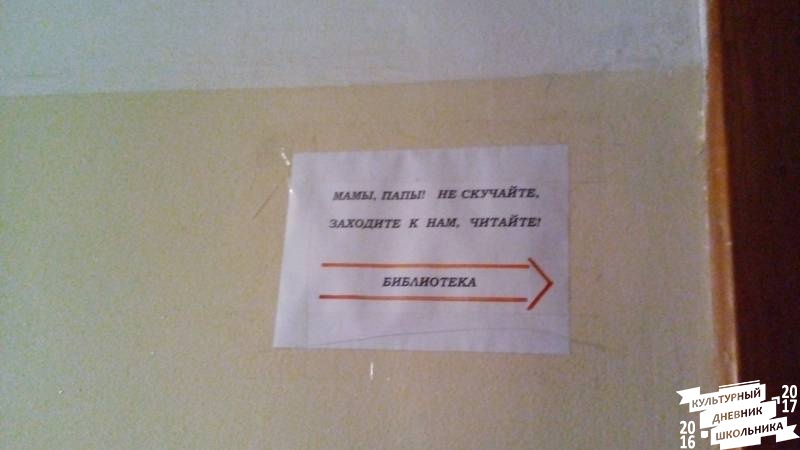 МАМЫ, ПАПЫ! НЕ СКУЧАЙТЕ,
ЗАХОДИТЕ К НАМ, ЧИТАЙТЕ!
БИБЛИОТЕКА
КУЛЬТУРНЫЙ
ДНЕВНИК
ШКОЛЬНИКА
2016
2017